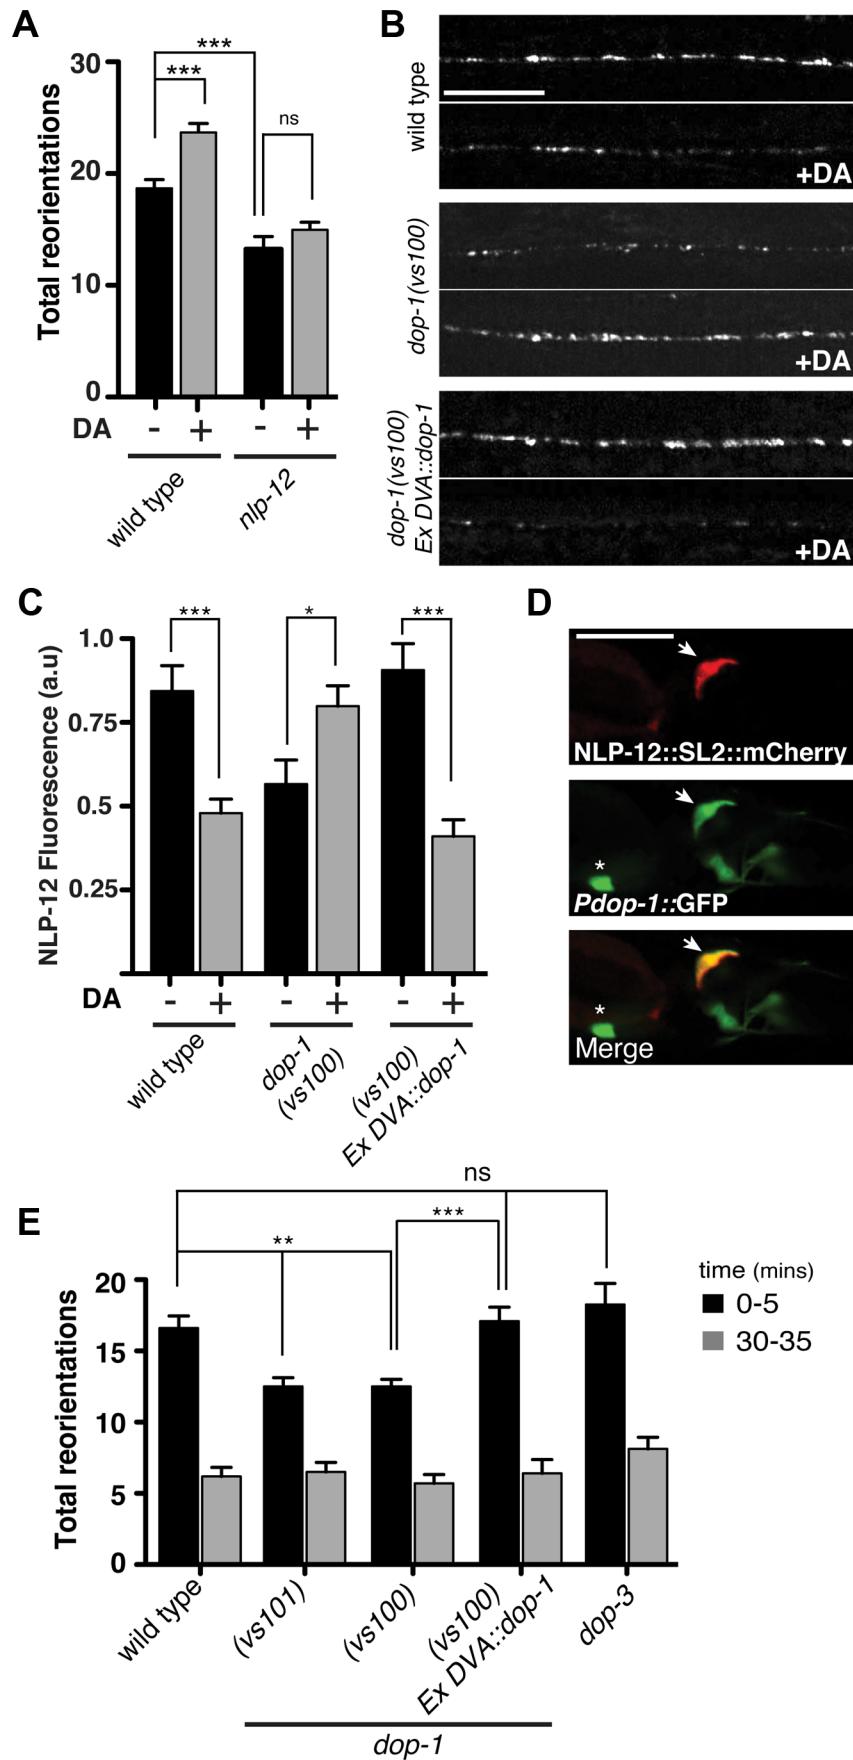 A
Total reorientations
30
20
10
0
***
***
ns
DA
- + - +
wild type
nlp-12
B
wild type
+DA
dop-1(vs100)
+DA
dop-1(vs100)
Ex DVA::dop-1
+DA
C
NLP-12 Fluorescence (a.u)
1.0
0.75
0.5
0.25
***
*
***
DA
- + - + - +
wild type
dop-1
(vs100)
(vs100)
Ex DVA::dop-1
D
NLP-12::SL2::mCherry
*
Pdop-1::GFP
*
Merge
E
Total reorientations
20
15
10
5
0
ns
***
**
time (mins)
0-5
30-35
wild type
(vs101)
(vs100)
(vs100)
Ex DVA::dop-1
dop-3
dop-1